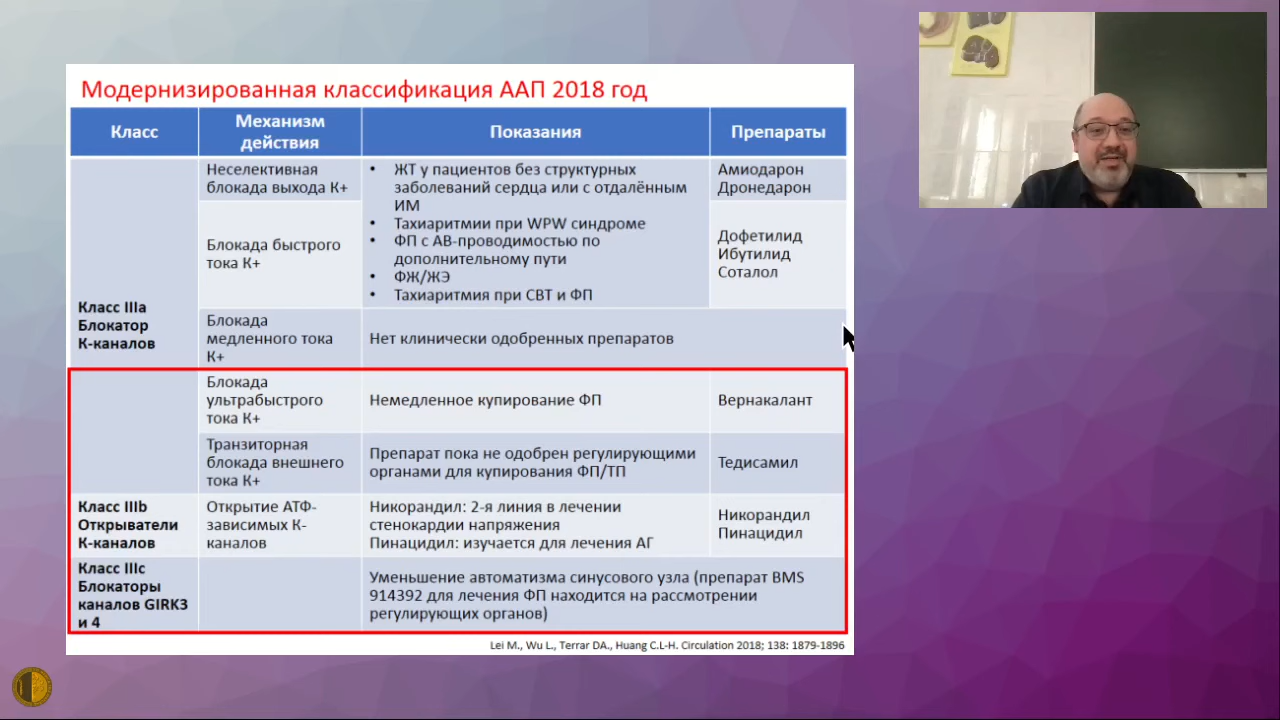 Модернизированная классификация ААП 2018 год
Класс
Механизм
действия
Показания
Препараты
Класс IIIa
Блокатор
К-каналов
Неселективная
блокада выхода К+
• ЖТ у пациентов без структурных
заболеваний сердца или с отдалённым
ИМ
• Тахиаритмии при WPW синдроме
• ФП с АВ-проводимостью по
дополнительному пути
• ФЖ/ЖЭ
• Тахиаритмия при СВТ и ФП
Амиодарон
Дронедарон
Блокада быстрого
тока К+
Дофетилид
Ибутилид
Соталол
Блокада
медленного тока
К+
Нет клинически одобренных препаратов
Блокада
ультрабыстрого
тока К+
Немедленное купирование ФП
Вернакалант
Транзиторная
блокада внешнего
тока К+
Препарат пока не одобрен регулирующими
органами для купирования ФП/ТП
Тедисамил
Класс IIIb
Открыватели
К-каналов
Открытие АТФ-
зависимых К-
каналов
Никорандил: 2-я линия в лечении
стенокардии напряжения
Пинацидил: изучается для лечения АГ
Никорандил
Пинацидил
Класс IIIc
Блокаторы
каналов GIRK3
и 4
Уменьшение автоматизма синусового узла (препарат BMS
914392 для лечения ФП находится на рассмотрении
регулирующих органов)
Lei M., Wu L., Terrar DA., Huang C.L-H. Circulation 2018; 138: 1879-1896